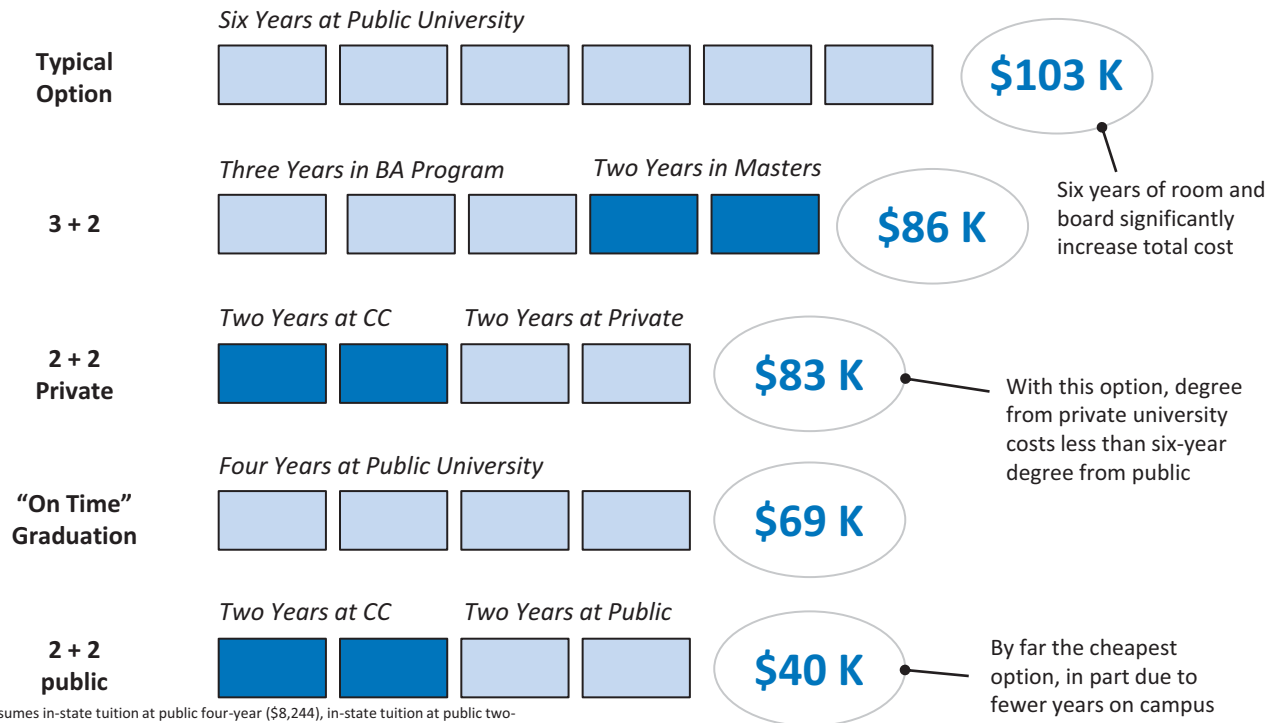 Six Years at Public University
Typical
Option
$103 K
Six years of room and
board significantly
increase total cost
Three Years in BA Program
Two Years in Masters
3 + 2
$86 K
Two Years at CC
Two Years at Private
2 + 2
Private
$83 K
With this option, degree
from private university
costs less than six-year
degree from public
Four Years at Public University
“On Time”
Graduation
$69 K
Two Years at CC
Two Years at Public
2 + 2
public
$40 K
By far the cheapest
option, in part due to
fewer years on campus
sumes in-state tuition at public four-year ($8,244), in-state tuition at public two-